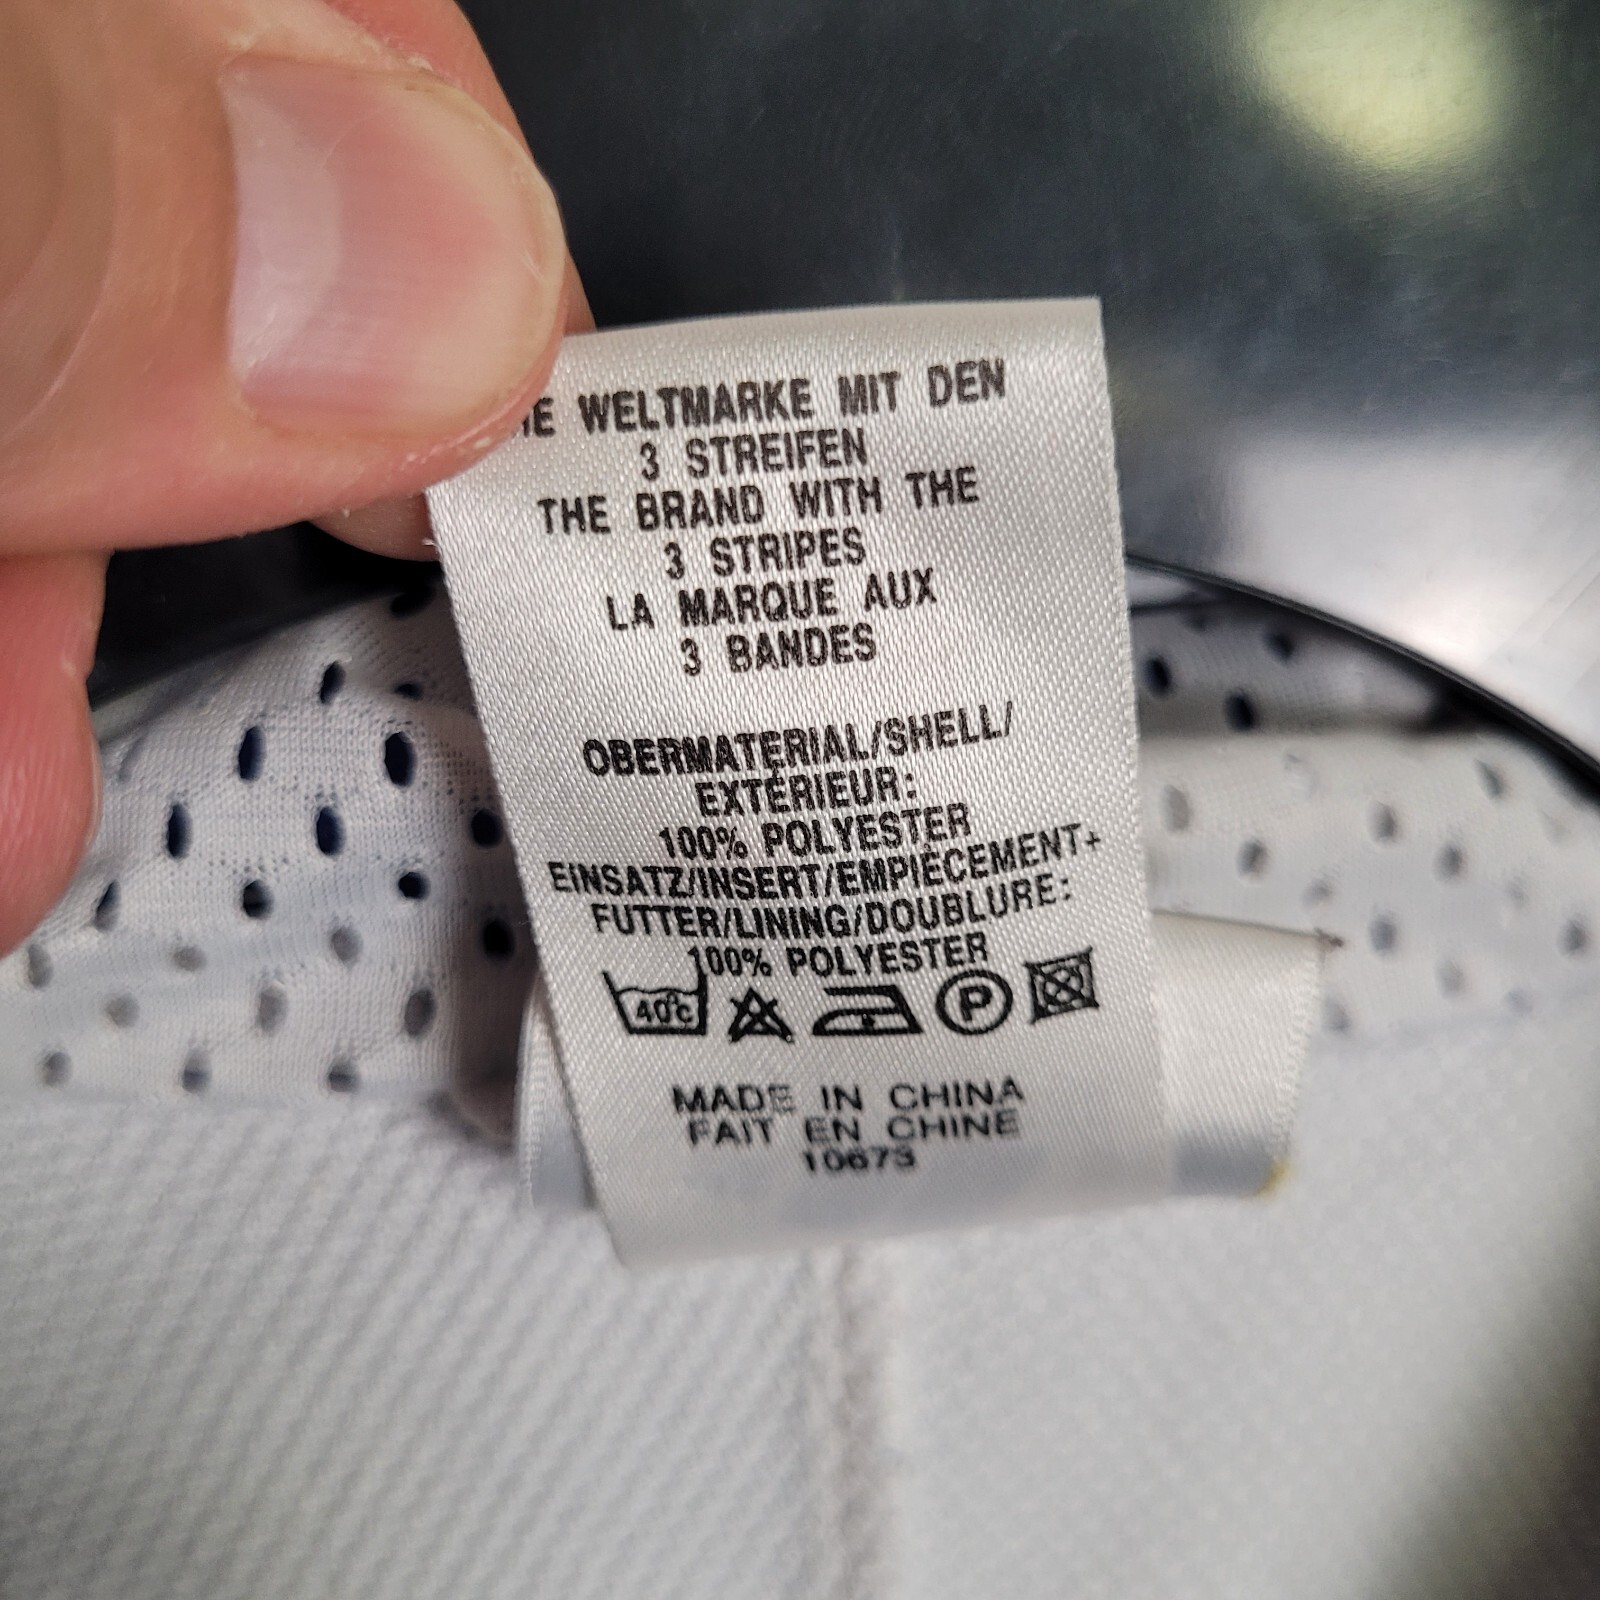 WELTMARKE MIT DEN
3 STREIFEN
THE BRAND WITH THE
3 STRIPES
LA MARQUE AUX
3 BANDES
OBERMATERIAL/SHELL/
EXTÉRIEUR:
100% POLYESTER
EINSATZ/INSERT/EMPIÈCEMENT+
FUTTER/LINING/DOUBLURE:
100% POLYESTER
40°C P
MADE IN CHINA
FAIT EN CHINE
10673